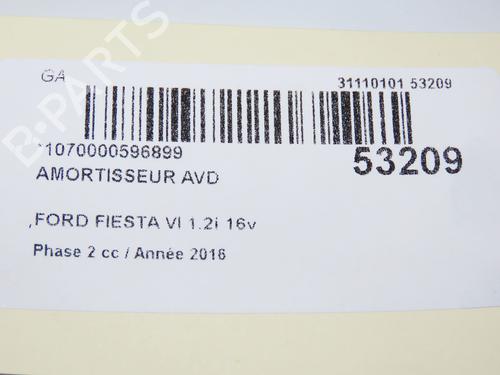 GA
31110101 53209
*1070000596899
53209
AMORTISSEUR AVD
,FORD FIESTA VI 1.2i 16v
Phase 2 cc / Année 2016
B-PARTS